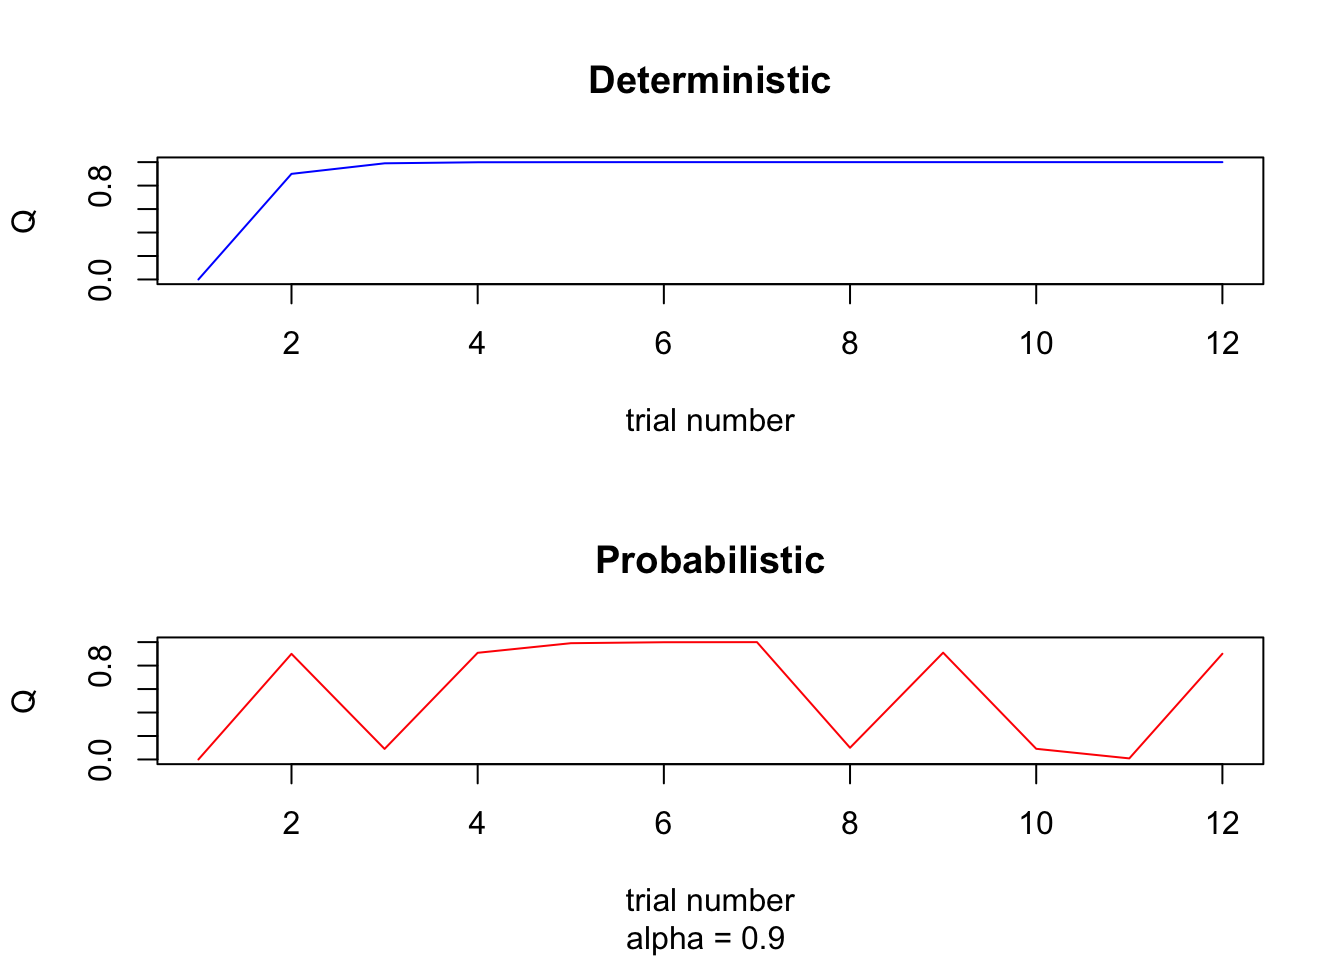 Deterministic
Q
0.8
0.0
2 4 6 8 10 12
trial number
Probabilistic
Q
0.8
0.0
2 4 6 8 10 12
trial number
alpha = 0.9